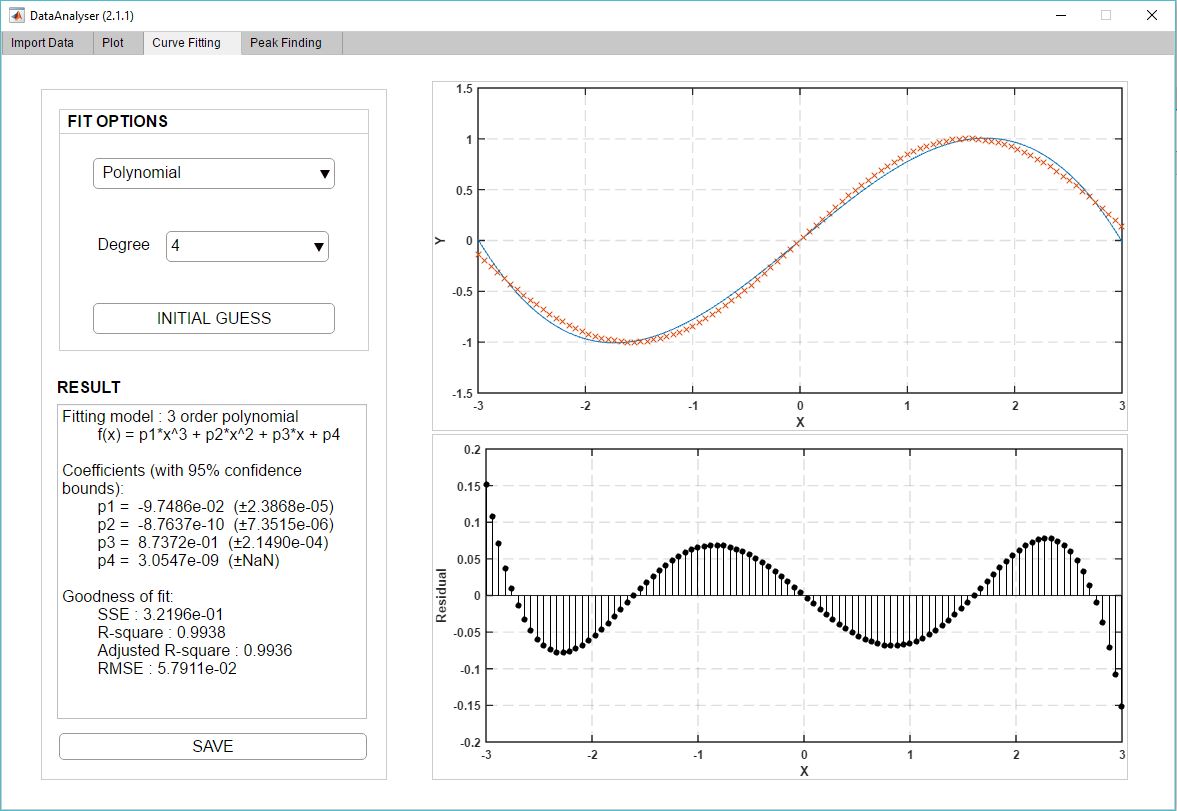 DataAnalyser (2.1.1)
Import Data
Plot
Curve Fitting
Peak Finding
FIT OPTIONS
Polynomial
Degree
4
INITIAL GUESS
RESULT
Fitting model : 3 order polynomial
f(x) = p1*x^3 + p2*x^2 + p3*x + p4
Coefficients (with 95% confidence
bounds):
p1 = -9.7486e-02 (±2.3868e-05)
p2 = -8.7637e-10 (±7.3515e-06)
p3 = 8.7372e-01 (±2.1490e-04)
p4 = 3.0547e-09 (±NaN)
Goodness of fit:
SSE : 3.2196e-01
R-square : 0.9938
Adjusted R-square : 0.9936
RMSE : 5.7911e-02
SAVE
1.5
1
0.5
0
-0.5
-1
-1.5
Y
-3 -2 -1 0 1 2 3
X
0.2
0.15
0.1
0.05
0
-0.05
-0.1
-0.15
-0.2
Residual
-3 -2 -1 0 1 2 3
X